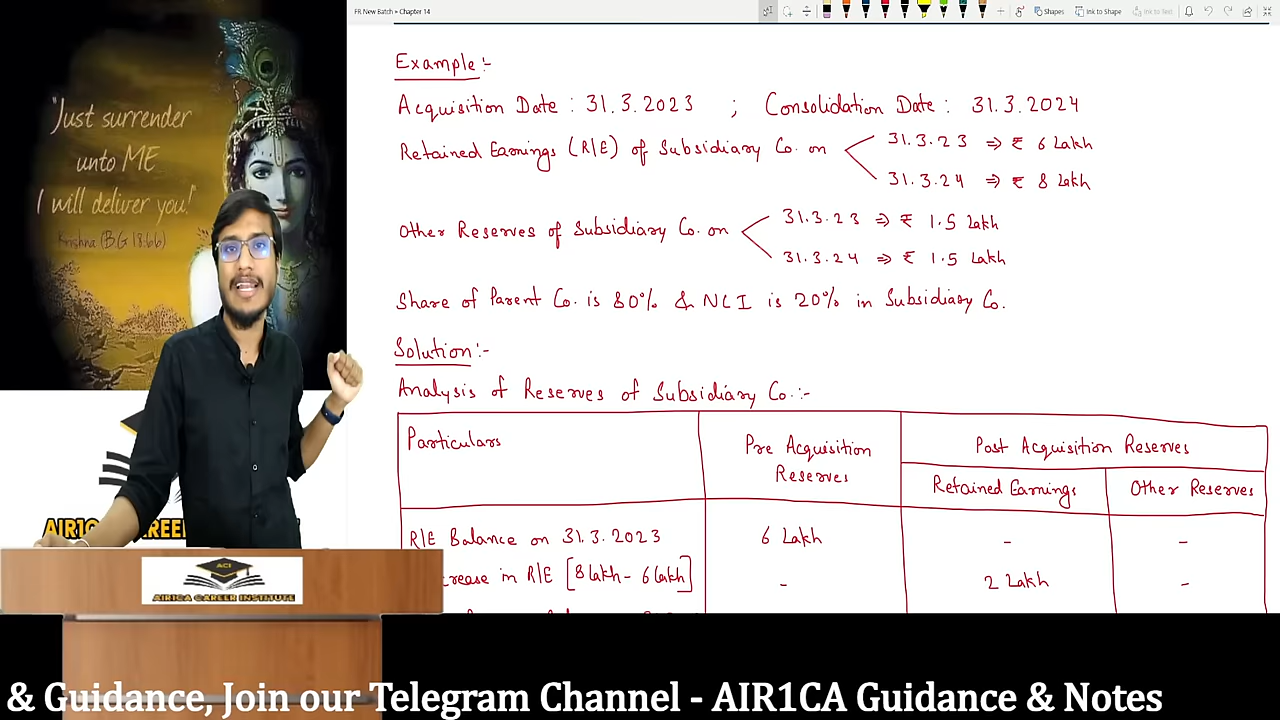 "Just surrender
unto ME
I will deliver you!"
Krishna (BG 18:66)
FR New Batch » Chapter 14
Shapes
Ink to Shape
Ink to Text
Example :-
Acquisition Date : 31.3.2023 ; Consolidation Date : 31.3.2024
Retained Earnings (R/E) of Subsidiary Co. on
31.3.23 ⇒ ₹ 6 Lakh
31.3.24 ⇒ ₹ 8 Lakh
Other Reserves of Subsidiary Co. on
31.3.23 ⇒ ₹ 1.5 Lakh
31.3.24 ⇒ ₹ 1.5 Lakh
Share of Parent Co. is 80% & NCI is 20% in Subsidiary Co.
Solution :-
Analysis of Reserves of Subsidiary Co. :-
Particulars
Pre Acquisition
Reserves
Post Acquisition Reserves
Retained Earnings
Other Reserves
R/E Balance on 31.3.2023
6 Lakh
-
-
crease in R/E [8 Lakh - 6 Lakh]
-
2 Lakh
-
ACI
AIR1CA CAREER INSTITUTE
& Guidance, Join our Telegram Channel - AIR1CA Guidance & Notes